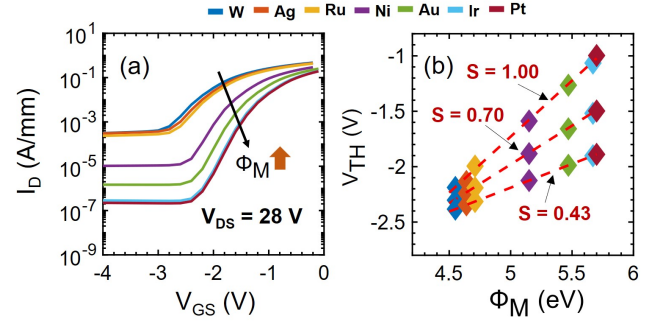 W Ag Ru Ni Au Ir Pt
(a)
10^1
10^-1
10^-3
10^-5
10^-7
10^-9
I_D (A/mm)
Φ_M
V_DS = 28 V
-4 -3 -2 -1 0
V_GS (V)
(b)
-1
-1.5
-2
-2.5
V_TH (V)
S = 1.00
S = 0.70
S = 0.43
4.5 5 5.5 6
Φ_M (eV)